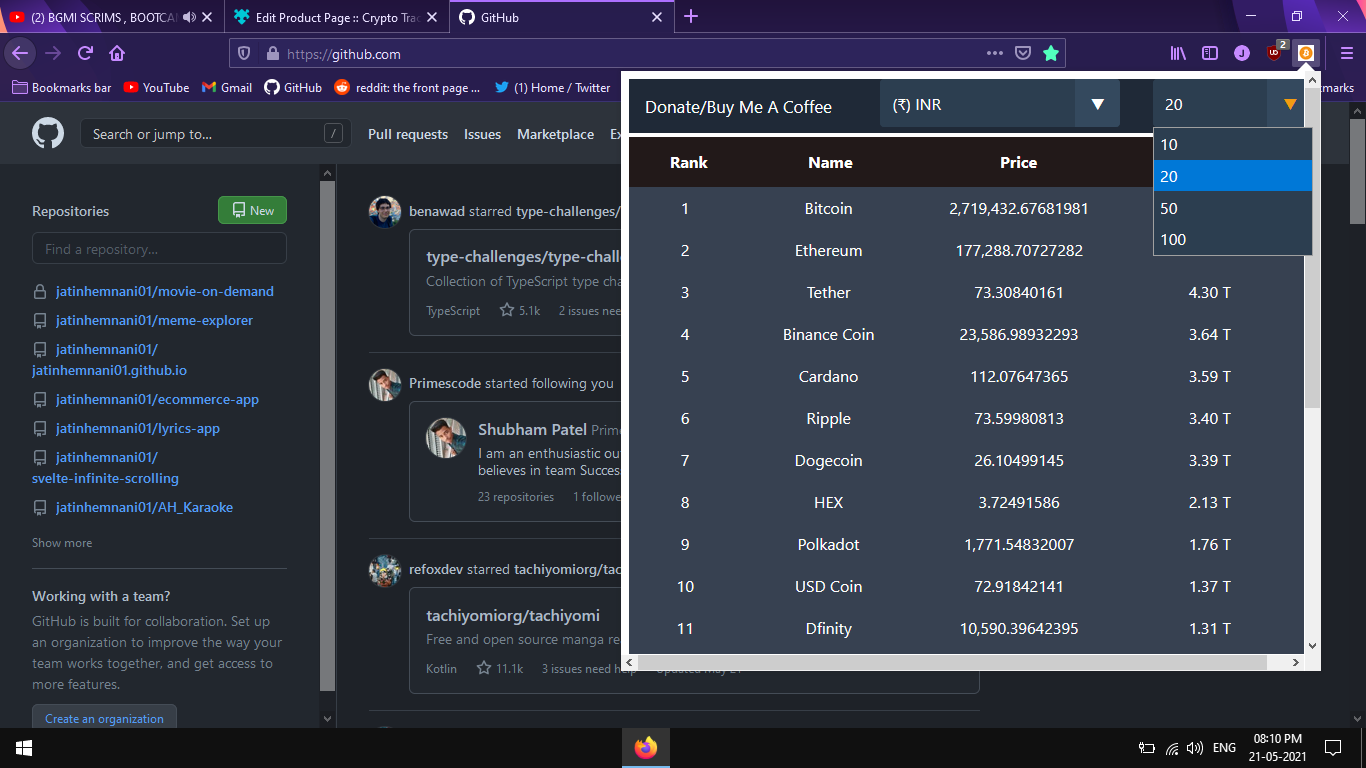 (2) BGMI SCRIMS , BOOTCA
Edit Product Page :: Crypto Trac
GitHub
https://github.com
2
Bookmarks bar
YouTube
Gmail
GitHub
reddit: the front page ...
(1) Home / Twitter
kmarks
Search or jump to...
/
Pull requests
Issues
Marketplace
Ex
Repositories
New
Find a repository...
jatinhemnani01/movie-on-demand
jatinhemnani01/meme-explorer
jatinhemnani01/
jatinhemnani01.github.io
jatinhemnani01/ecommerce-app
jatinhemnani01/lyrics-app
jatinhemnani01/
svelte-infinite-scrolling
jatinhemnani01/AH_Karaoke
Show more
Working with a team?
GitHub is built for collaboration. Set up
an organization to improve the way your
team works together, and get access to
more features.
Create an organization
benawad starred type-challenges/
type-challenges/type-chall
Collection of TypeScript type cha
TypeScript 5.1k 2 issues nee
Primescode started following you
Shubham Patel Prime
I am an enthusiastic ou
believes in team Succes
23 repositories 1 followe
refoxdev starred tachiyomiorg/tac
tachiyomiorg/tachiyomi
Free and open source manga re
Kotlin 11.1k 3 issues need help Updated May 21
Donate/Buy Me A Coffee
(₹) INR
20
10
20
50
100
Rank Name Price
1 Bitcoin 2,719,432.67681981
2 Ethereum 177,288.70727282
3 Tether 73.30840161 4.30 T
4 Binance Coin 23,586.98932293 3.64 T
5 Cardano 112.07647365 3.59 T
6 Ripple 73.59980813 3.40 T
7 Dogecoin 26.10499145 3.39 T
8 HEX 3.72491586 2.13 T
9 Polkadot 1,771.54832007 1.76 T
10 USD Coin 72.91842141 1.37 T
11 Dfinity 10,590.39642395 1.31 T
ENG
08:10 PM
21-05-2021